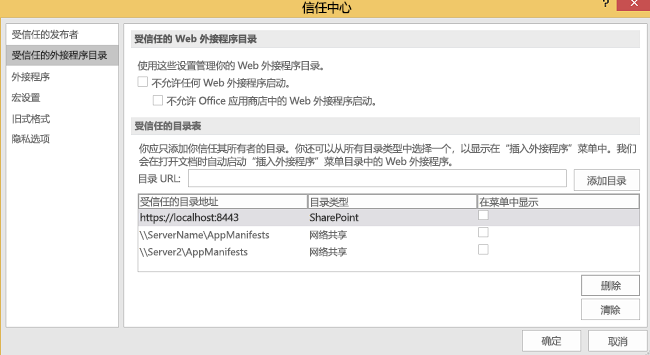 信任中心
?
受信任的发布者
受信任的外接程序目录
外接程序
宏设置
旧式格式
隐私选项
受信任的 Web 外接程序目录
使用这些设置管理你的 Web 外接程序目录。
不允许任何 Web 外接程序启动。
不允许 Office 应用商店中的 Web 外接程序启动。
受信任的目录表
你应只添加你信任其所有者的目录。你还可以从所有目录类型中选择一个，以显示在“插入外接程序”菜单中。我们
会在打开文档时自动启动“插入外接程序”菜单目录中的 Web 外接程序。
目录 URL: 添加目录
受信任的目录地址 目录类型 在菜单中显示
https://localhost:8443 SharePoint
\\ServerName\AppManifests 网络共享
\\Server2\AppManifests 网络共享
删除
清除
确定 取消